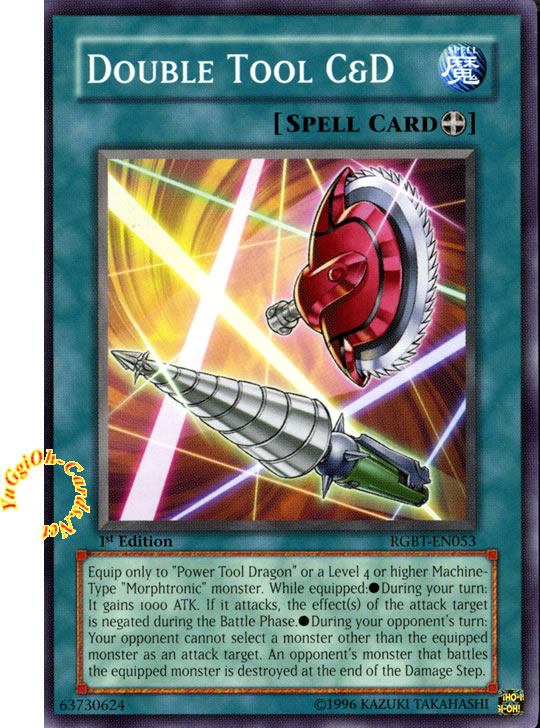 DOUBLE TOOL C&D
SPELL
魔
[SPELL CARD]
YuGgiOh-Cards.Net
1st Edition
RGBT-EN053
Equip only to "Power Tool Dragon" or a Level 4 or higher Machine-
Type "Morphtronic" monster. While equipped:●During your turn:
It gains 1000 ATK. If it attacks, the effect(s) of the attack target
is negated during the Battle Phase.●During your opponent's turn:
Your opponent cannot select a monster other than the equipped
monster as an attack target. An opponent's monster that battles
the equipped monster is destroyed at the end of the Damage Step.
63730624
©1996 KAZUKI TAKAHASHI